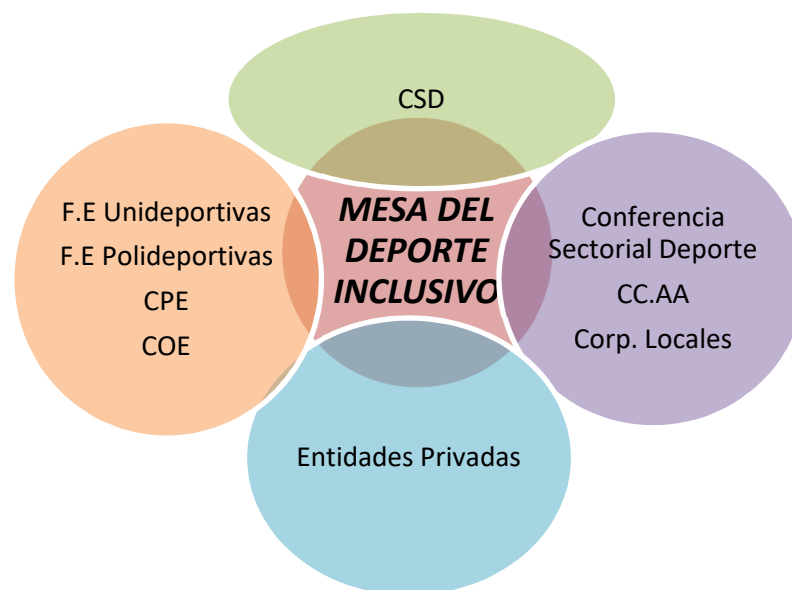 CSD
F.E Unideportivas
F.E Polideportivas
CPE
COE
MESA DEL
DEPORTE
INCLUSIVO
Conferencia
Sectorial Deporte
CC.AA
Corp. Locales
Entidades Privadas